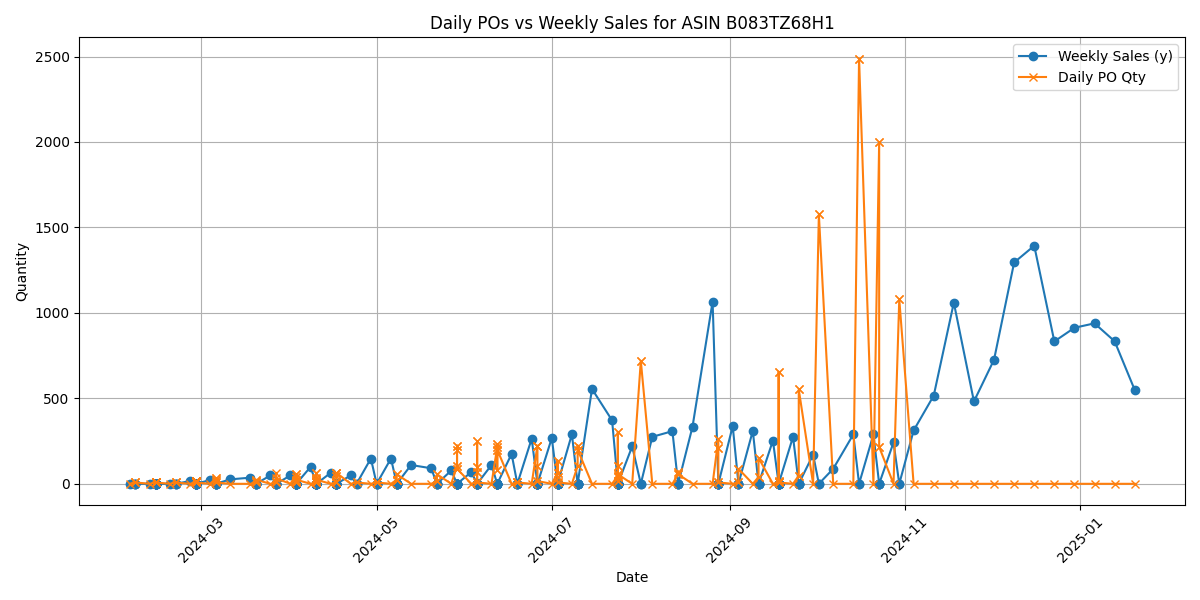 Daily POs vs Weekly Sales for ASIN B083TZ68H1
Weekly Sales (y)
Daily PO Qty
Quantity
2500
2000
1500
1000
500
0
2024-03
2024-05
2024-07
2024-09
2024-11
2025-01
Date